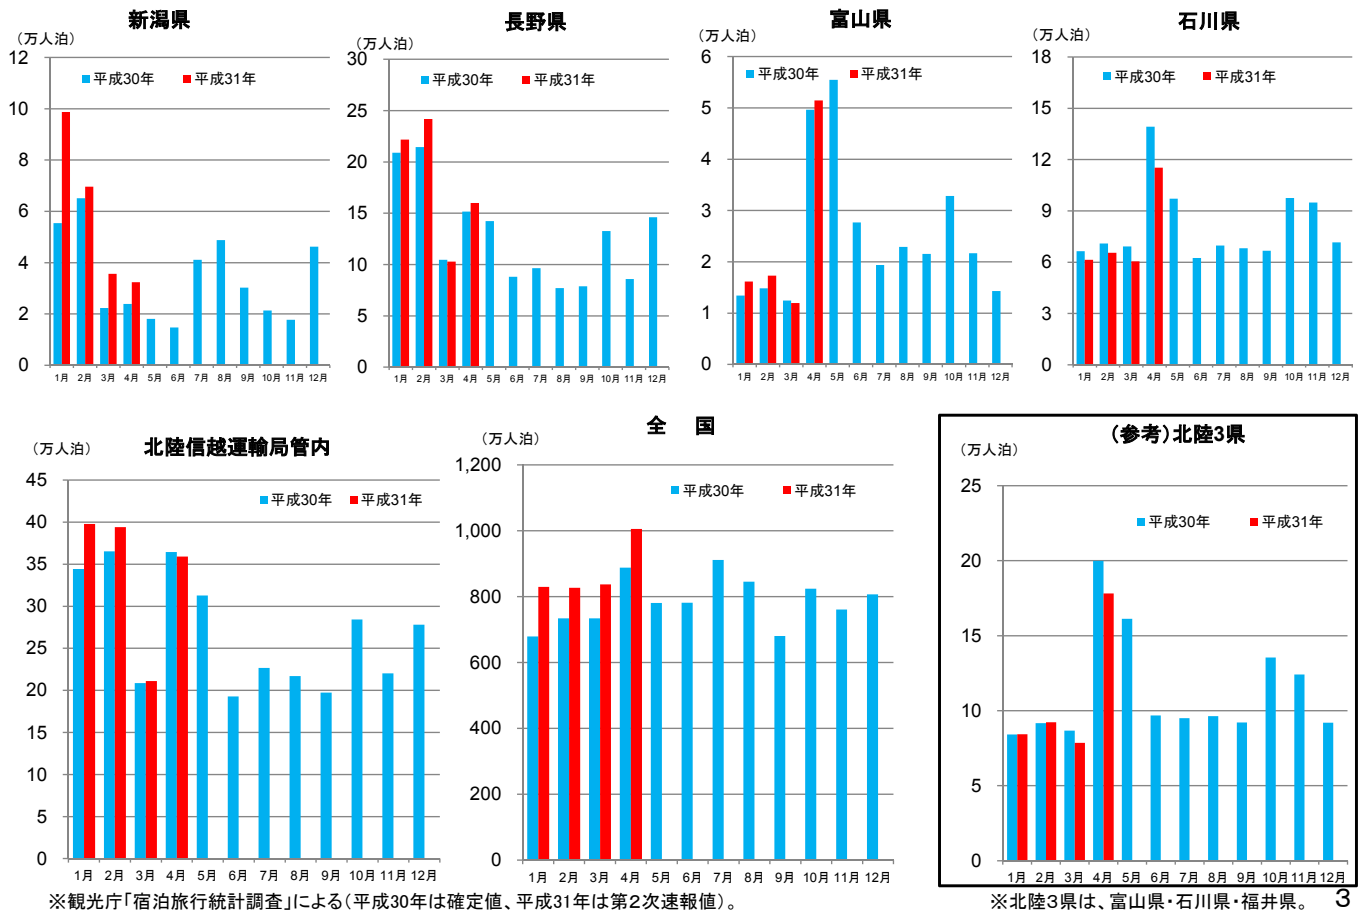 新潟県
(万人泊)
平成30年 平成31年
12
10
8
6
4
2
0
1月 2月 3月 4月 5月 6月 7月 8月 9月 10月 11月 12月
長野県
(万人泊)
平成30年 平成31年
30
25
20
15
10
5
0
1月 2月 3月 4月 5月 6月 7月 8月 9月 10月 11月 12月
富山県
(万人泊)
平成30年 平成31年
6
5
4
3
2
1
0
1月 2月 3月 4月 5月 6月 7月 8月 9月 10月 11月 12月
石川県
(万人泊)
平成30年 平成31年
18
15
12
9
6
3
0
1月 2月 3月 4月 5月 6月 7月 8月 9月 10月 11月 12月
北陸信越運輸局管内
(万人泊)
平成30年 平成31年
45
40
35
30
25
20
15
10
5
0
1月 2月 3月 4月 5月 6月 7月 8月 9月 10月 11月 12月
全 国
(万人泊)
平成30年 平成31年
1,200
1,000
800
600
400
200
0
1月 2月 3月 4月 5月 6月 7月 8月 9月 10月 11月 12月
(参考)北陸3県
(万人泊)
平成30年 平成31年
25
20
15
10
5
0
1月 2月 3月 4月 5月 6月 7月 8月 9月 10月 11月 12月
※観光庁「宿泊旅行統計調査」による(平成30年は確定値、平成31年は第2次速報値)。
※北陸3県は、富山県・石川県・福井県。
3